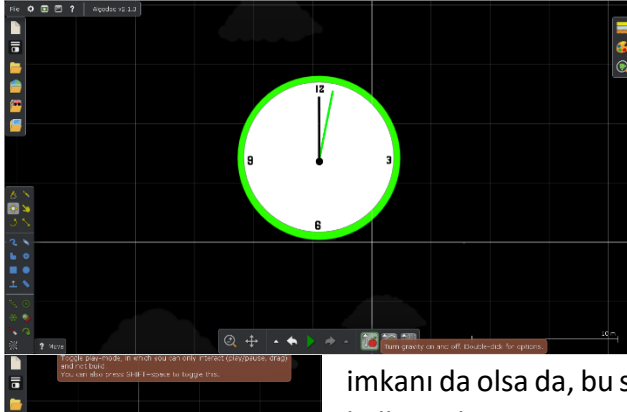 File ? Algodoo v2.1.0
12
9 3
6
10 m
? Move
Turn gravity on and off. Double-click for options.
Toggle play-mode, in which you can only interact (play/pause, drag)
and not build.
You can also press SHIFT+space to toggle this.
imkanı da olsa da, bu s